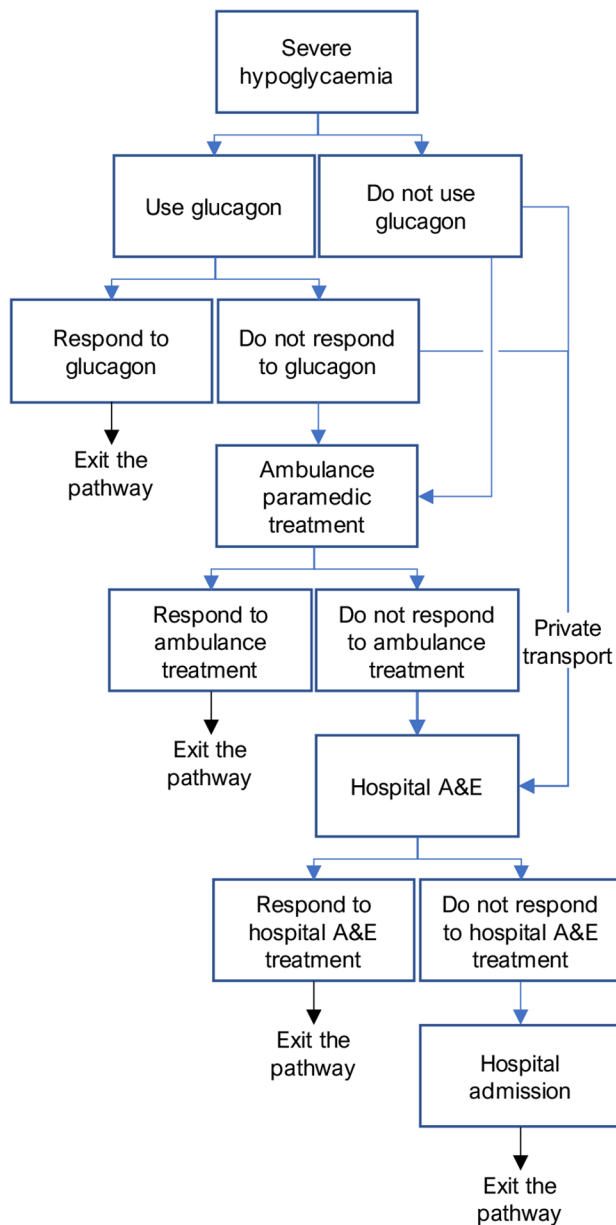 Severe
hypoglycaemia
Use glucagon
Do not use
glucagon
Respond to
glucagon
Do not respond
to glucagon
Exit the
pathway
Ambulance
paramedic
treatment
Respond to
ambulance
treatment
Do not respond
to ambulance
treatment
Private
transport
Exit the
pathway
Hospital A&E
Respond to
hospital A&E
treatment
Do not respond
to hospital A&E
treatment
Exit the
pathway
Hospital
admission
Exit the
pathway